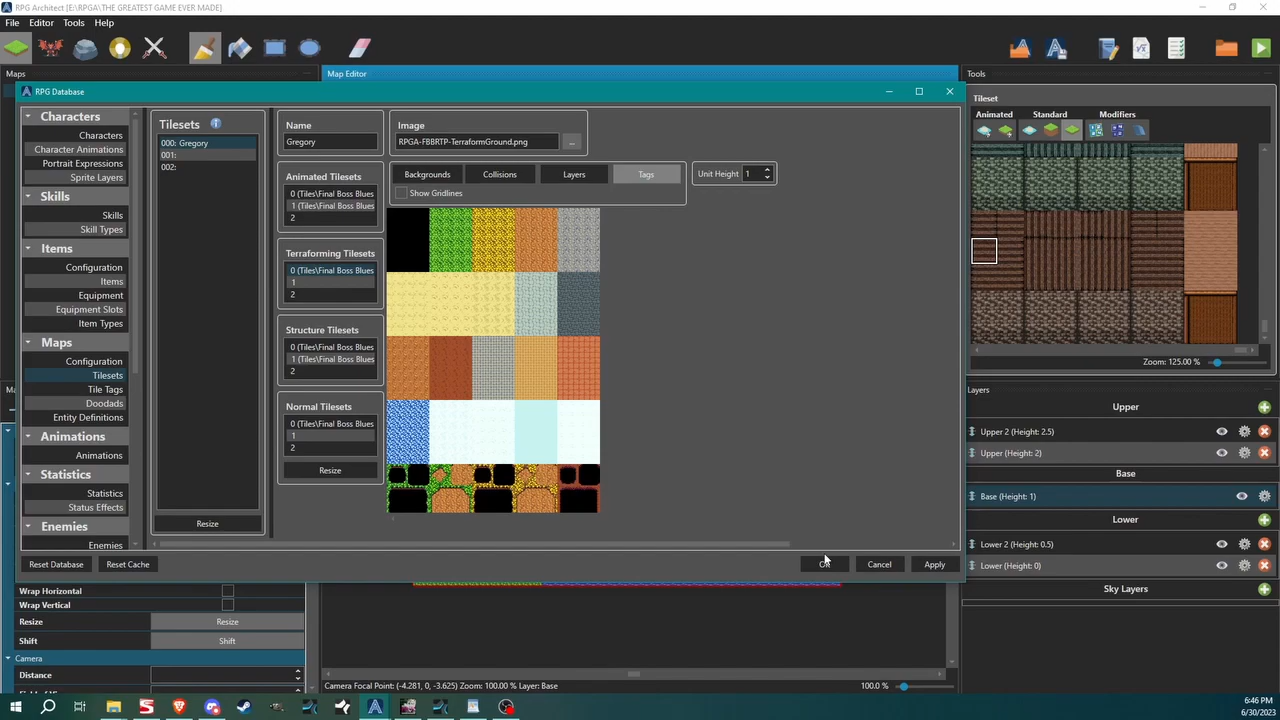 RPG Architect [E:\RPGA\THE GREATEST GAME EVER MADE]
File Editor Tools Help
Maps
Map Editor
Tools
RPG Database
Characters
Characters
Character Animations
Portrait Expressions
Sprite Layers
Skills
Skills
Skill Types
Items
Configuration
Items
Equipment
Equipment Slots
Item Types
Maps
Configuration
Tilesets
Tile Tags
Doodads
Entity Definitions
Animations
Animations
Statistics
Statistics
Status Effects
Enemies
Enemies
Reset Database Reset Cache
Tilesets
000: Gregory
001:
002:
Resize
Name
Gregory
Animated Tilesets
0 (Tiles\Final Boss Blues
1 (Tiles\Final Boss Blues
2
Terraforming Tilesets
0 (Tiles\Final Boss Blues
1
2
Structure Tilesets
0 (Tiles\Final Boss Blues
1 (Tiles\Final Boss Blues
2
Normal Tilesets
0 (Tiles\Final Boss Blues
1
2
Resize
Image
RPGA-FBBRTP-TerraformGround.png ...
Backgrounds Collisions Layers Tags
Unit Height 1
Show Gridlines
Cancel Apply
Tileset
Animated Standard Modifiers
Zoom: 125.00 %
Layers
Upper
Upper 2 (Height: 2.5)
Upper (Height: 2)
Base
Base (Height: 1)
Lower
Lower 2 (Height: 0.5)
Lower (Height: 0)
Sky Layers
Wrap Horizontal
Wrap Vertical
Resize Resize
Shift Shift
Camera
Distance
Camera Focal Point: (-4.281, 0, -3.625) Zoom: 100.00 % Layer: Base
100.0 %
6:46 PM
6/30/2023